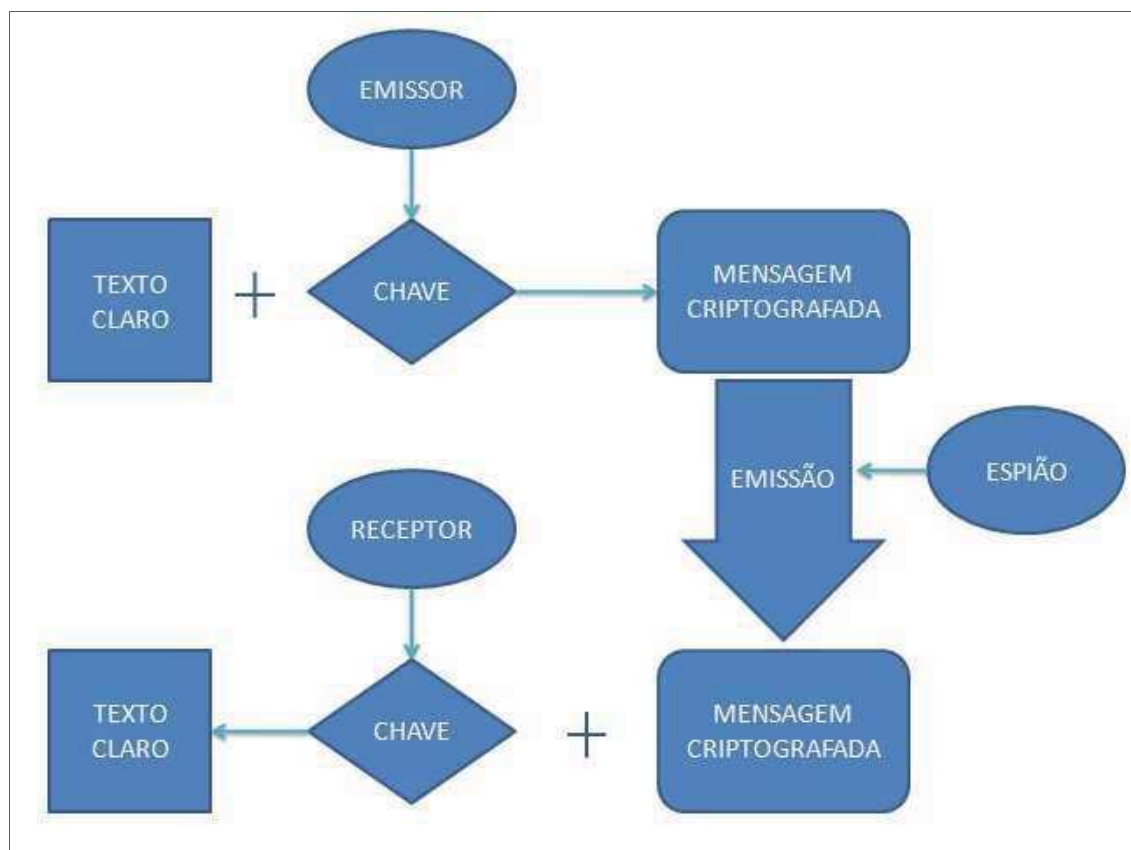 EMISSOR
TEXTO
CLARO
+
CHAVE
MENSAGEM
CRIPTOGRAFADA
EMISSÃO
ESPIÃO
RECEPTOR
TEXTO
CLARO
CHAVE
+
MENSAGEM
CRIPTOGRAFADA